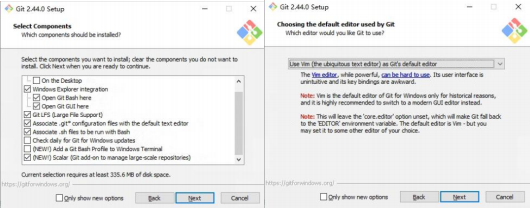 Git 2.44.0 Setup
Select Components
Which components should be installed?
Select the components you want to install; clear the components you do not want to
install. Click Next when you are ready to continue.
On the Desktop
Windows Explorer integration
Open Git Bash here
Open Git GUI here
Git LFS (Large File Support)
Associate .git* configuration files with the default text editor
Associate .sh files to be run with Bash
Check daily for Git for Windows updates
(NEW!) Add a Git Bash Profile to Windows Terminal
(NEW!) Scalar (Git add-on to manage large-scale repositories)
Current selection requires at least 335.6 MB of disk space.
https://gitforwindows.org/
Only show new options
Back
Next
Cancel
Git 2.44.0 Setup
Choosing the default editor used by Git
Which editor would you like Git to use?
Use Vim (the ubiquitous text editor) as Git's default editor
The Vim editor, while powerful, can be hard to use. Its user interface is
unintuitive and its key bindings are awkward.
Note: Vim is the default editor of Git for Windows only for historical reasons,
and it is highly recommended to switch to a modern GUI editor instead.
Note: This will leave the 'core.editor' option unset, which will make Git fall back
to the 'EDITOR' environment variable. The default editor is Vim - but you
may set it to some other editor of your choice.
https://gitforwindows.org/
Only show new options
Back
Next
Cancel